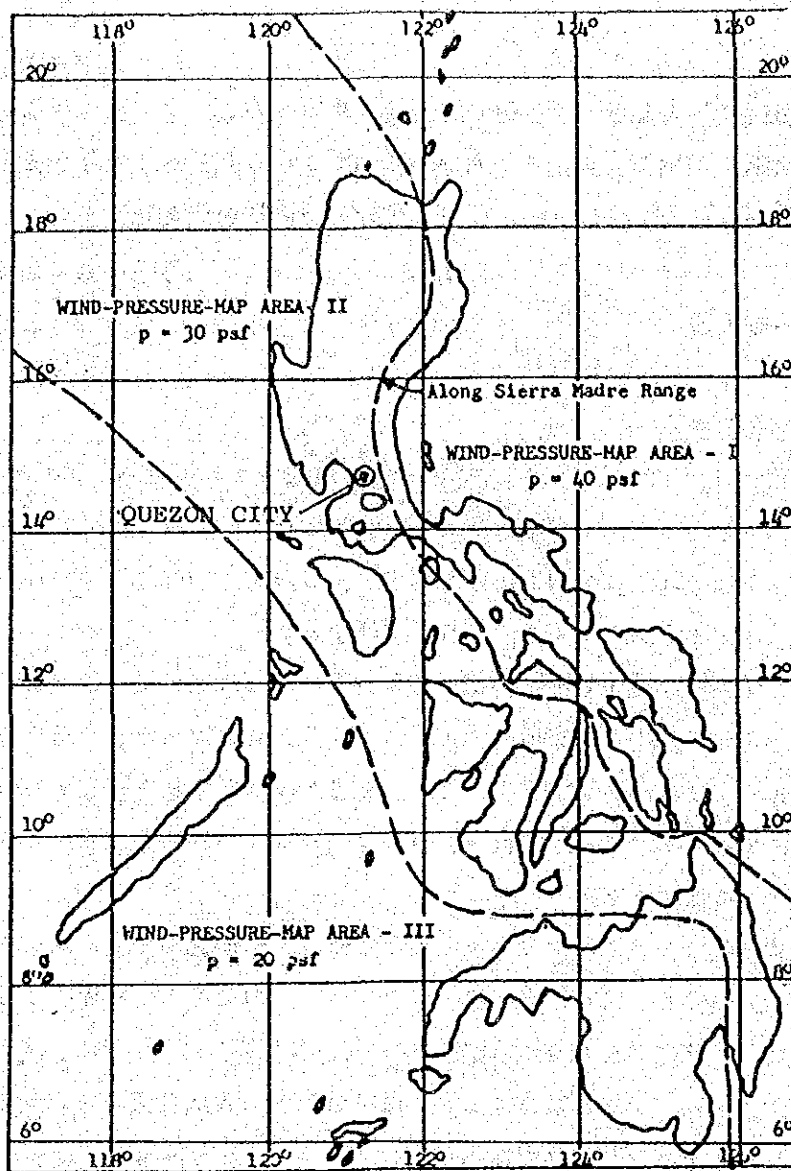 118° 120° 122° 124° 126°
20° 20°
18° 18°
WIND-PRESSURE-MAP AREA - II
p = 30 psf
16° 16°
Along Sierra Madre Range
WIND-PRESSURE-MAP AREA - I
p = 40 psf
QUEZON CITY
14° 14°
12° 12°
10° 10°
WIND-PRESSURE-MAP AREA - III
p = 20 psf
8° 8°
6° 6°
118° 120° 122° 124° 126°